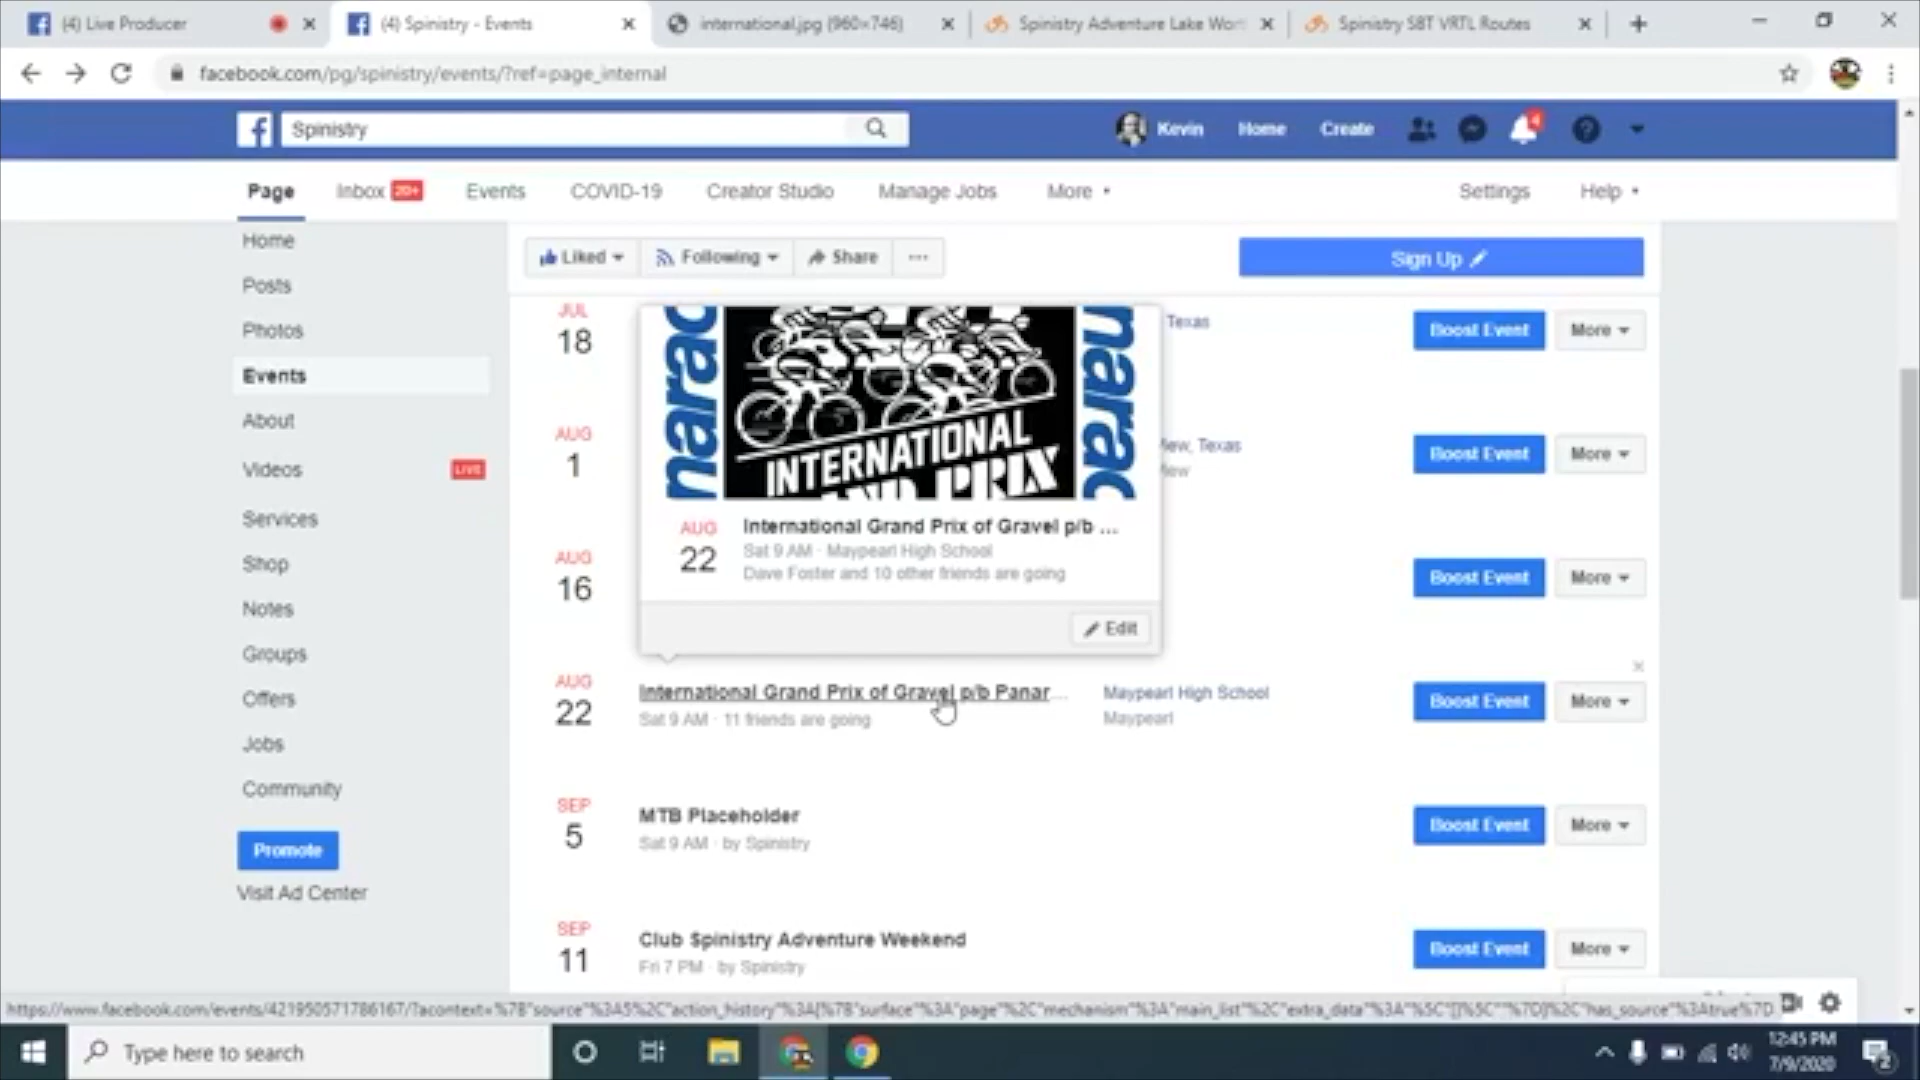 (4) Live Producer
(4) Spinistry - Events
international.jpg (960×746)
Spinistry Adventure Lake Wor
Spinistry SBT VRTL Routes
facebook.com/pg/spinistry/events/?ref=page_internal
Spinistry
Kevin Home Create 4
Page Inbox 20+ Events COVID-19 Creator Studio Manage Jobs More Settings Help
Home
Posts
Photos
Events
About
Videos LIVE
Services
Shop
Notes
Groups
Offers
Jobs
Community
Promote
Visit Ad Center
Liked Following Share ... Sign Up
JUL
18
Texas
Boost Event More
AUG
1
iew, Texas
iew
Boost Event More
AUG
16
Boost Event More
INTERNATIONAL
AUG
22
International Grand Prix of Gravel p/b ...
Sat 9 AM · Maypearl High School
Dave Foster and 10 other friends are going
Edit
AUG
22
International Grand Prix of Gravel p/b Panar...
Sat 9 AM · 11 friends are going
Maypearl High School
Maypearl
Boost Event More
SEP
5
MTB Placeholder
Sat 9 AM · by Spinistry
Boost Event More
SEP
11
Club Spinistry Adventure Weekend
Fri 7 PM · by Spinistry
Boost Event More
Type here to search
12:45 PM
7/9/2020
2